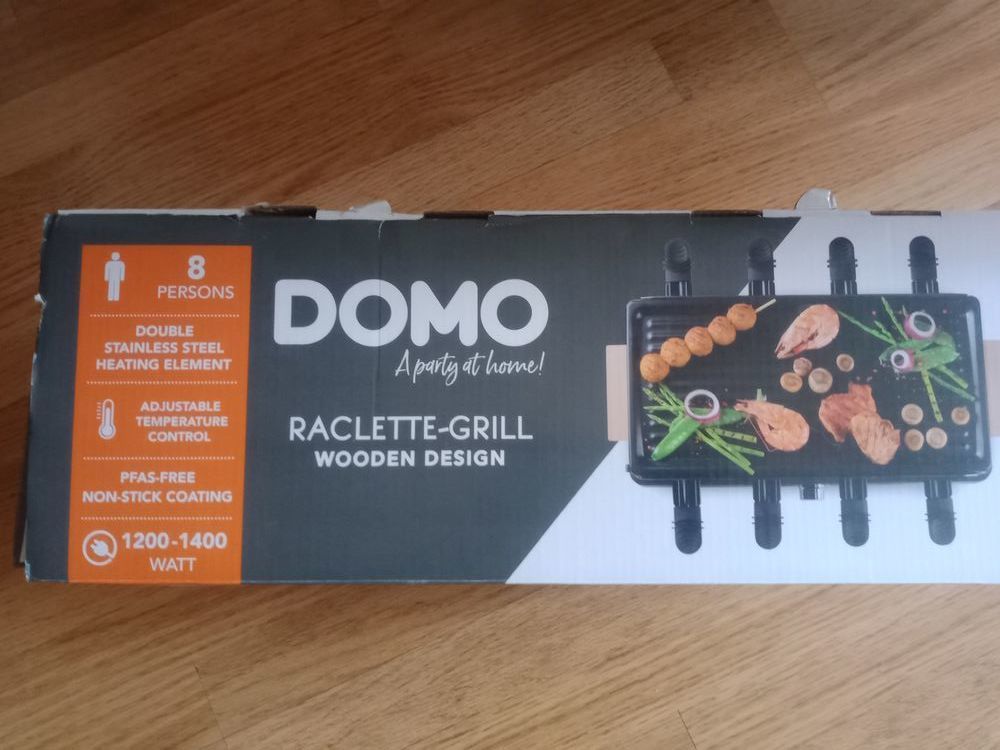 8
PERSONS
DOUBLE
STAINLESS STEEL
HEATING ELEMENT
ADJUSTABLE
TEMPERATURE
CONTROL
PFAS-FREE
NON-STICK COATING
1200-1400
WATT
DOMO
A party at home!
RACLETTE-GRILL
WOODEN DESIGN